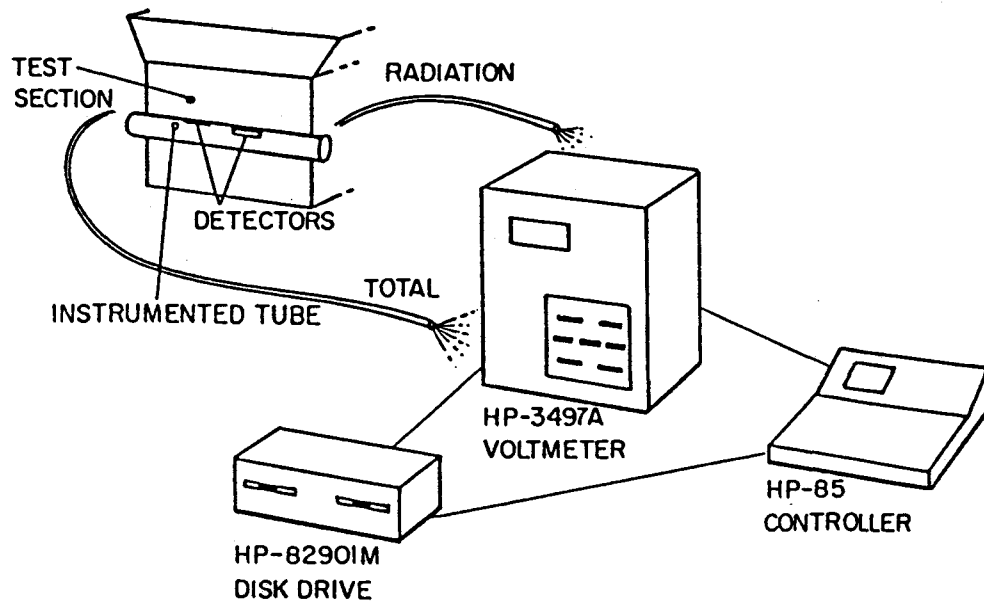 TEST
SECTION
RADIATION
DETECTORS
TOTAL
INSTRUMENTED TUBE
HP-3497A
VOLTMETER
HP-85
CONTROLLER
HP-82901M
DISK DRIVE